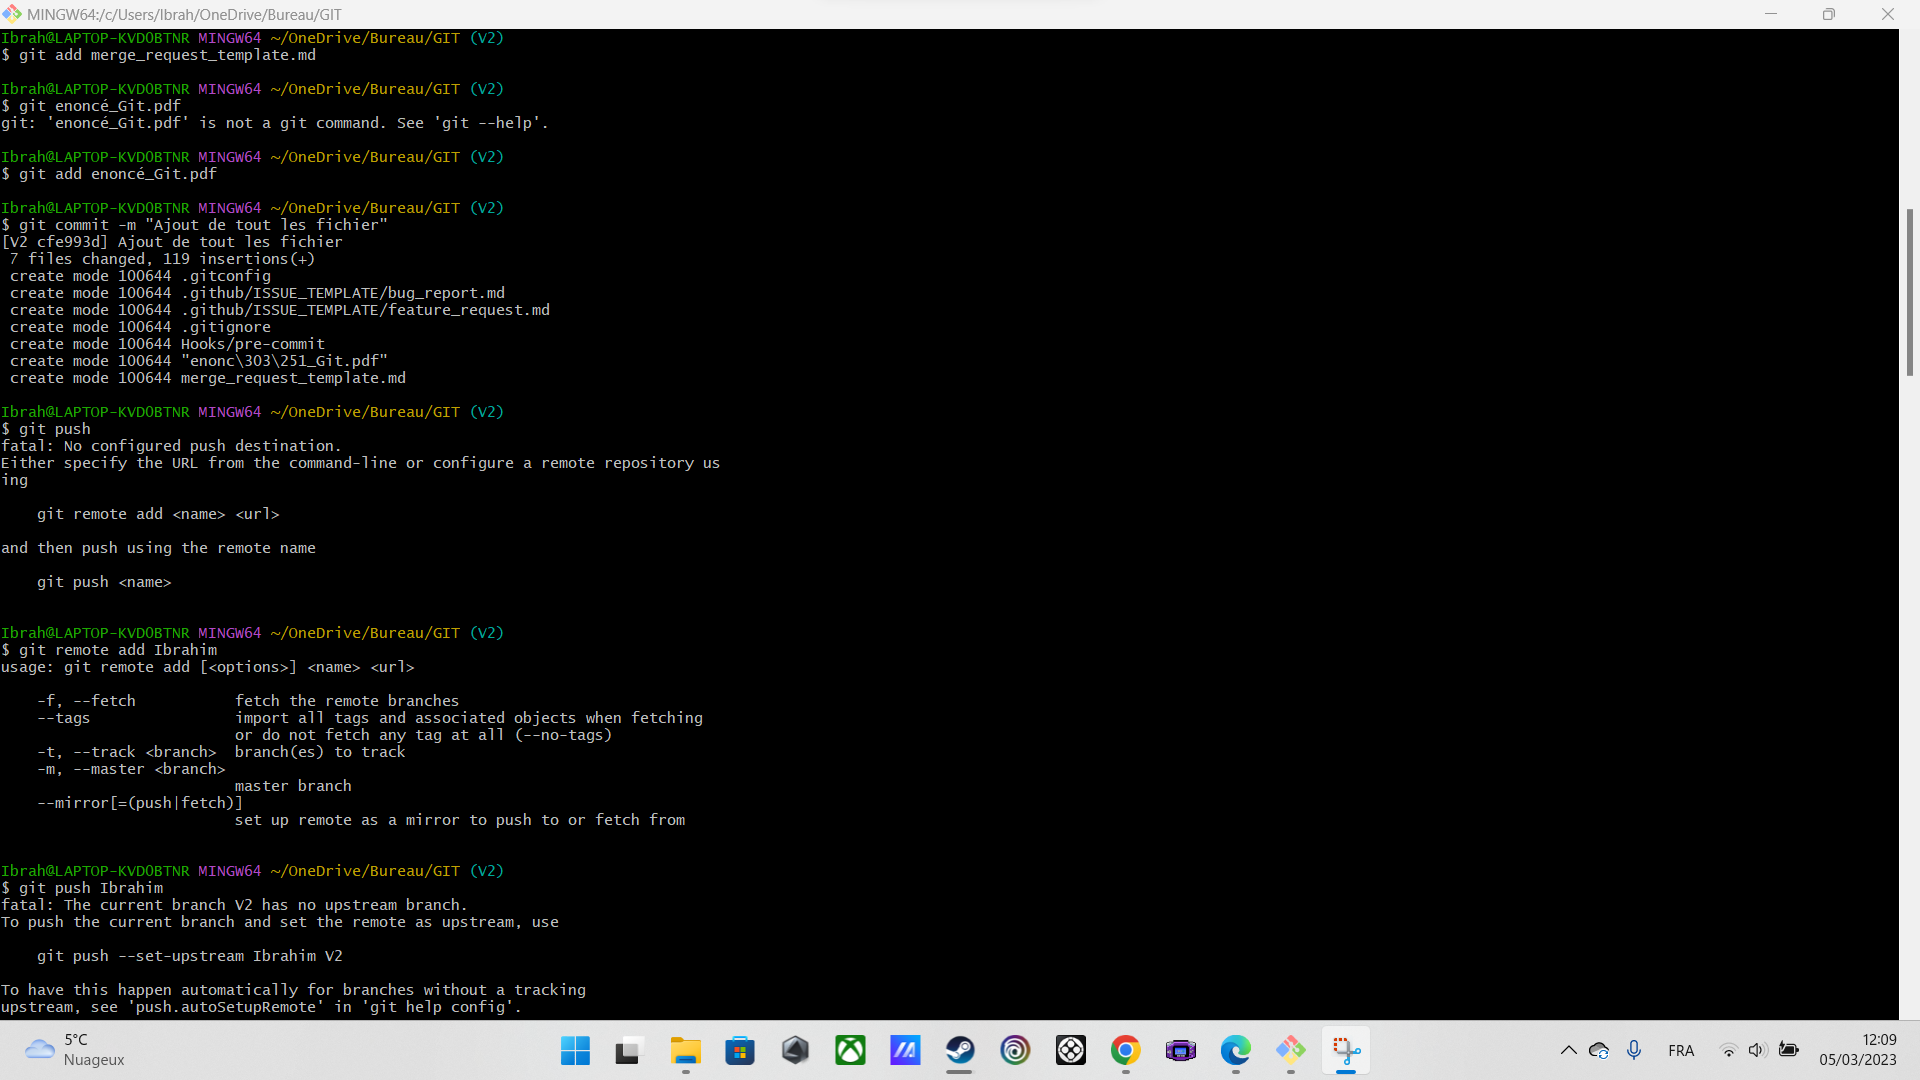 MINGW64:/c/Users/Ibrah/OneDrive/Bureau/GIT
Ibrah@LAPTOP-KVD0BTNR MINGW64 ~/OneDrive/Bureau/GIT (V2)
$ git add merge_request_template.md
Ibrah@LAPTOP-KVD0BTNR MINGW64 ~/OneDrive/Bureau/GIT (V2)
$ git enoncé_Git.pdf
git: 'enoncé_Git.pdf' is not a git command. See 'git --help'.
Ibrah@LAPTOP-KVD0BTNR MINGW64 ~/OneDrive/Bureau/GIT (V2)
$ git add enoncé_Git.pdf
Ibrah@LAPTOP-KVD0BTNR MINGW64 ~/OneDrive/Bureau/GIT (V2)
$ git commit -m "Ajout de tout les fichier"
[V2 cfe993d] Ajout de tout les fichier
 7 files changed, 119 insertions(+)
 create mode 100644 .gitconfig
 create mode 100644 .github/ISSUE_TEMPLATE/bug_report.md
 create mode 100644 .github/ISSUE_TEMPLATE/feature_request.md
 create mode 100644 .gitignore
 create mode 100644 Hooks/pre-commit
 create mode 100644 "enonc\303\251_Git.pdf"
 create mode 100644 merge_request_template.md
Ibrah@LAPTOP-KVD0BTNR MINGW64 ~/OneDrive/Bureau/GIT (V2)
$ git push
fatal: No configured push destination.
Either specify the URL from the command-line or configure a remote repository us
ing
    git remote add <name> <url>
and then push using the remote name
    git push <name>
Ibrah@LAPTOP-KVD0BTNR MINGW64 ~/OneDrive/Bureau/GIT (V2)
$ git remote add Ibrahim
usage: git remote add [<options>] <name> <url>
    -f, --fetch           fetch the remote branches
    --tags                import all tags and associated objects when fetching
                          or do not fetch any tag at all (--no-tags)
    -t, --track <branch>  branch(es) to track
    -m, --master <branch>
                          master branch
    --mirror[=(push|fetch)]
                          set up remote as a mirror to push to or fetch from
Ibrah@LAPTOP-KVD0BTNR MINGW64 ~/OneDrive/Bureau/GIT (V2)
$ git push Ibrahim
fatal: The current branch V2 has no upstream branch.
To push the current branch and set the remote as upstream, use
    git push --set-upstream Ibrahim V2
To have this happen automatically for branches without a tracking
upstream, see 'push.autoSetupRemote' in 'git help config'.
5°C
Nuageux
FRA
12:09
05/03/2023